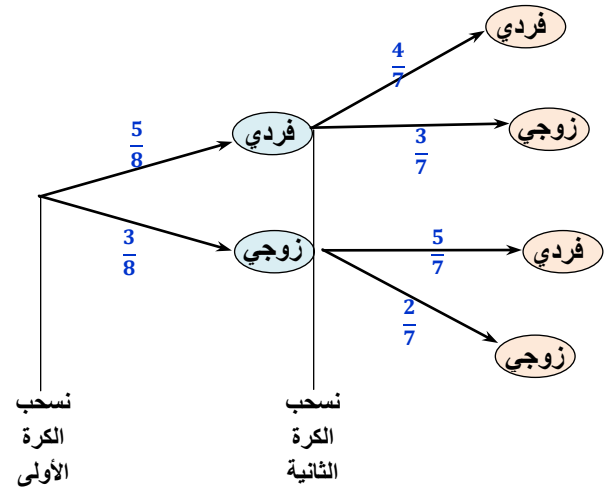 فردي
4/7
زوجي
5/8
فردي
3/7
3/8
زوجي
5/7
فردي
2/7
زوجي
نسحب
الكرة
الأولى
نسحب
الكرة
الثانية